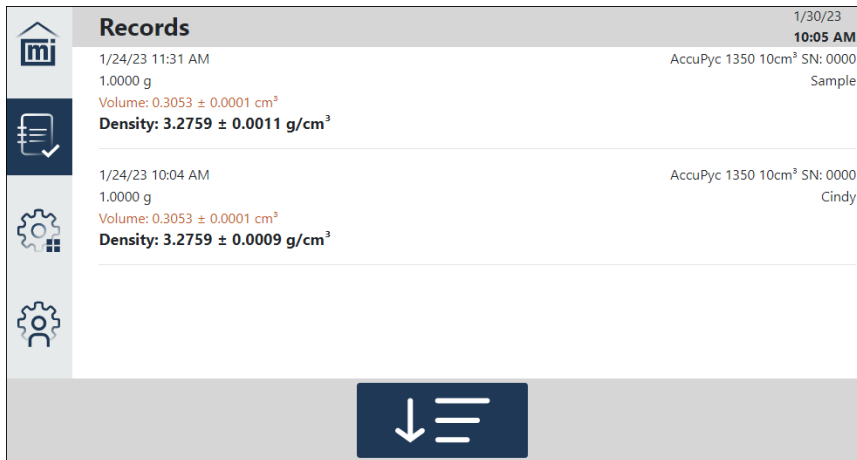 mi
Records
1/30/23
10:05 AM
1/24/23 11:31 AM
AccuPyc 1350 10cm³ SN: 0000
1.0000 g
Sample
Volume: 0.3053 ± 0.0001 cm³
Density: 3.2759 ± 0.0011 g/cm³
1/24/23 10:04 AM
AccuPyc 1350 10cm³ SN: 0000
1.0000 g
Cindy
Volume: 0.3053 ± 0.0001 cm³
Density: 3.2759 ± 0.0009 g/cm³